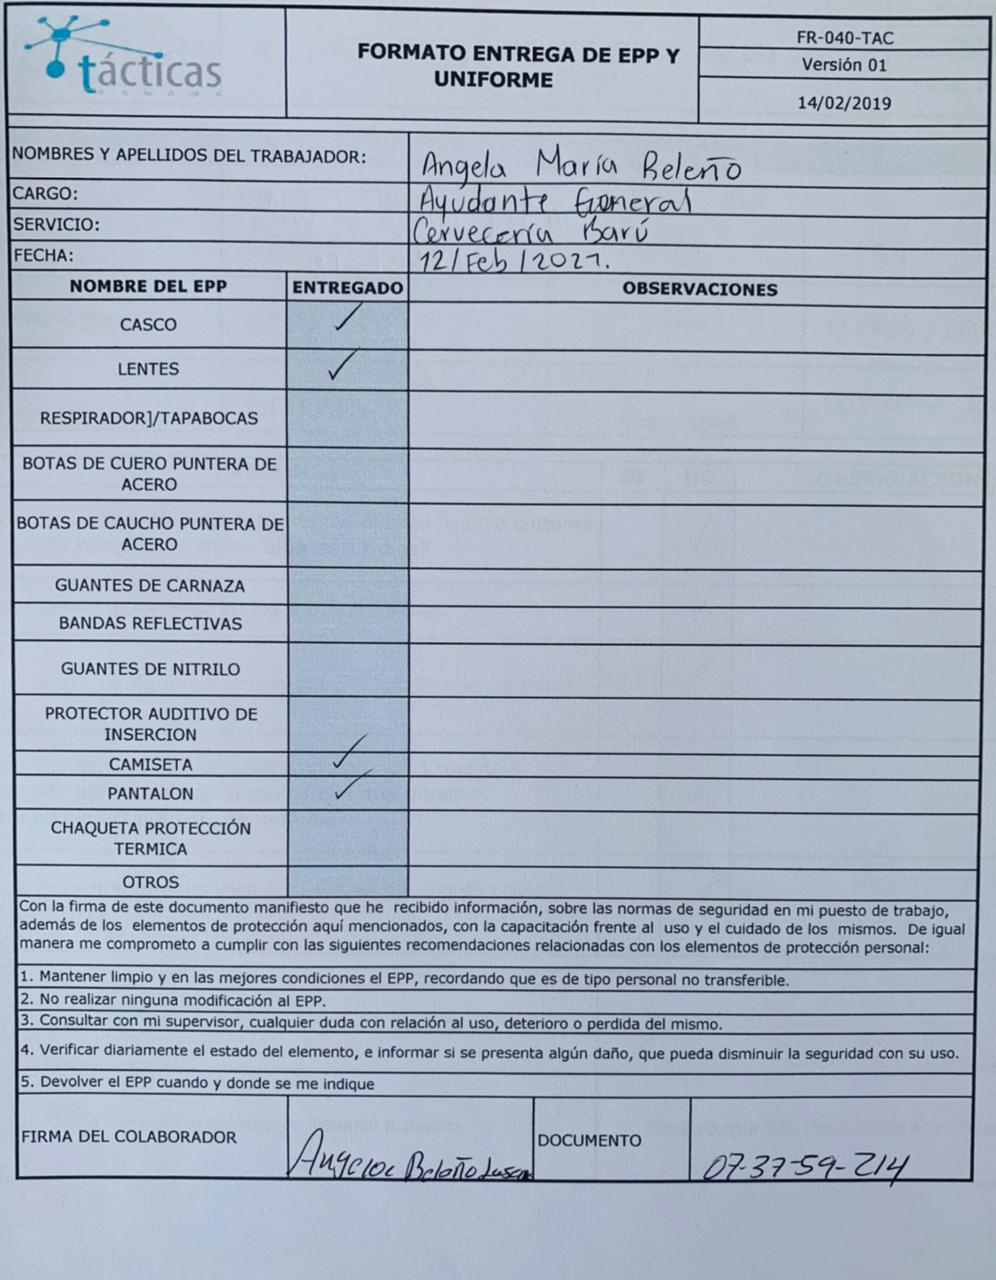 tácticas
PANAMÁ
FORMATO ENTREGA DE EPP Y
UNIFORME
FR-040-TAC
Versión 01
14/02/2019
NOMBRES Y APELLIDOS DEL TRABAJADOR: Angela María Beleño
CARGO: Ayudante General
SERVICIO: Cervecería Barú
FECHA: 12/Feb/2021.
NOMBRE DEL EPP ENTREGADO OBSERVACIONES
CASCO ✓
LENTES ✓
RESPIRADOR]/TAPABOCAS
BOTAS DE CUERO PUNTERA DE
ACERO
BOTAS DE CAUCHO PUNTERA DE
ACERO
GUANTES DE CARNAZA
BANDAS REFLECTIVAS
GUANTES DE NITRILO
PROTECTOR AUDITIVO DE
INSERCION
CAMISETA ✓
PANTALON ✓
CHAQUETA PROTECCIÓN
TERMICA
OTROS
Con la firma de este documento manifiesto que he recibido información, sobre las normas de seguridad en mi puesto de trabajo,
además de los elementos de protección aquí mencionados, con la capacitación frente al uso y el cuidado de los mismos. De igual
manera me comprometo a cumplir con las siguientes recomendaciones relacionadas con los elementos de protección personal:
1. Mantener limpio y en las mejores condiciones el EPP, recordando que es de tipo personal no transferible.
2. No realizar ninguna modificación al EPP.
3. Consultar con mi supervisor, cualquier duda con relación al uso, deterioro o perdida del mismo.
4. Verificar diariamente el estado del elemento, e informar si se presenta algún daño, que pueda disminuir la seguridad con su uso.
5. Devolver el EPP cuando y donde se me indique
FIRMA DEL COLABORADOR Angela Beleño DOCUMENTO 07-37-59-214